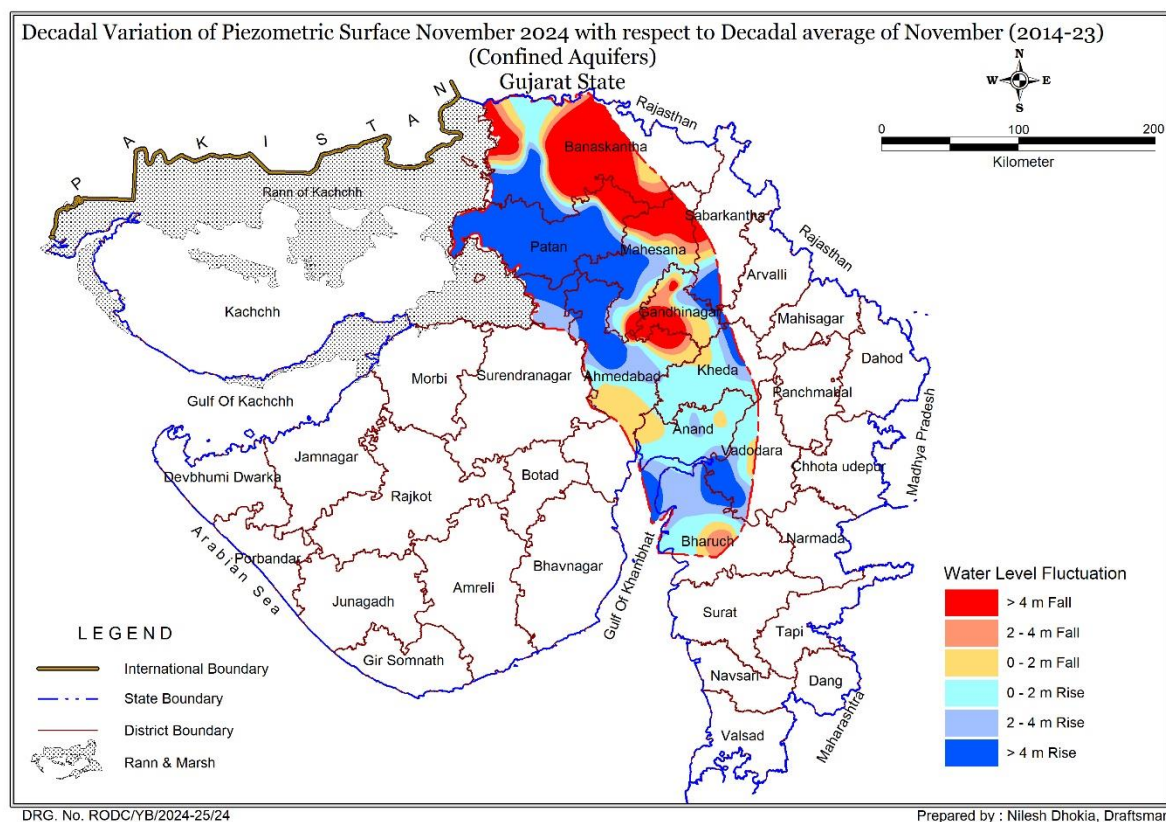 Decadal Variation of Piezometric Surface November 2024 with respect to Decadal average of November (2014-23)
(Confined Aquifers)
Gujarat State
N
W E
S
0 100 200
Kilometer
PAKISTAN
Rajasthan
Banaskantha
Rann of Kachchh
Sabarkantha
Rajasthan
Patan
Mahesana
Arvalli
Kachchh
Gandhinagar
Mahisagar
Dahod
Morbi
Surendranagar
Ahmedabad
Kheda
Panchmahal
Gulf Of Kachchh
Anand
Vadodara
Madhya Pradesh
Jamnagar
Devbhumi Dwarka
Botad
Chhota udepur
Rajkot
Arabian Sea
Porbandar
Bharuch
Narmada
Gulf Of Khambhat
Bhavnagar
Amreli
Junagadh
Surat
Tapi
Gir Somnath
Navsari
Dang
Maharashtra
Valsad
LEGEND
International Boundary
State Boundary
District Boundary
Rann & Marsh
Water Level Fluctuation
> 4 m Fall
2 - 4 m Fall
0 - 2 m Fall
0 - 2 m Rise
2 - 4 m Rise
> 4 m Rise
DRG. No. RODC/YB/2024-25/24
Prepared by : Nilesh Dhokia, Draftsman